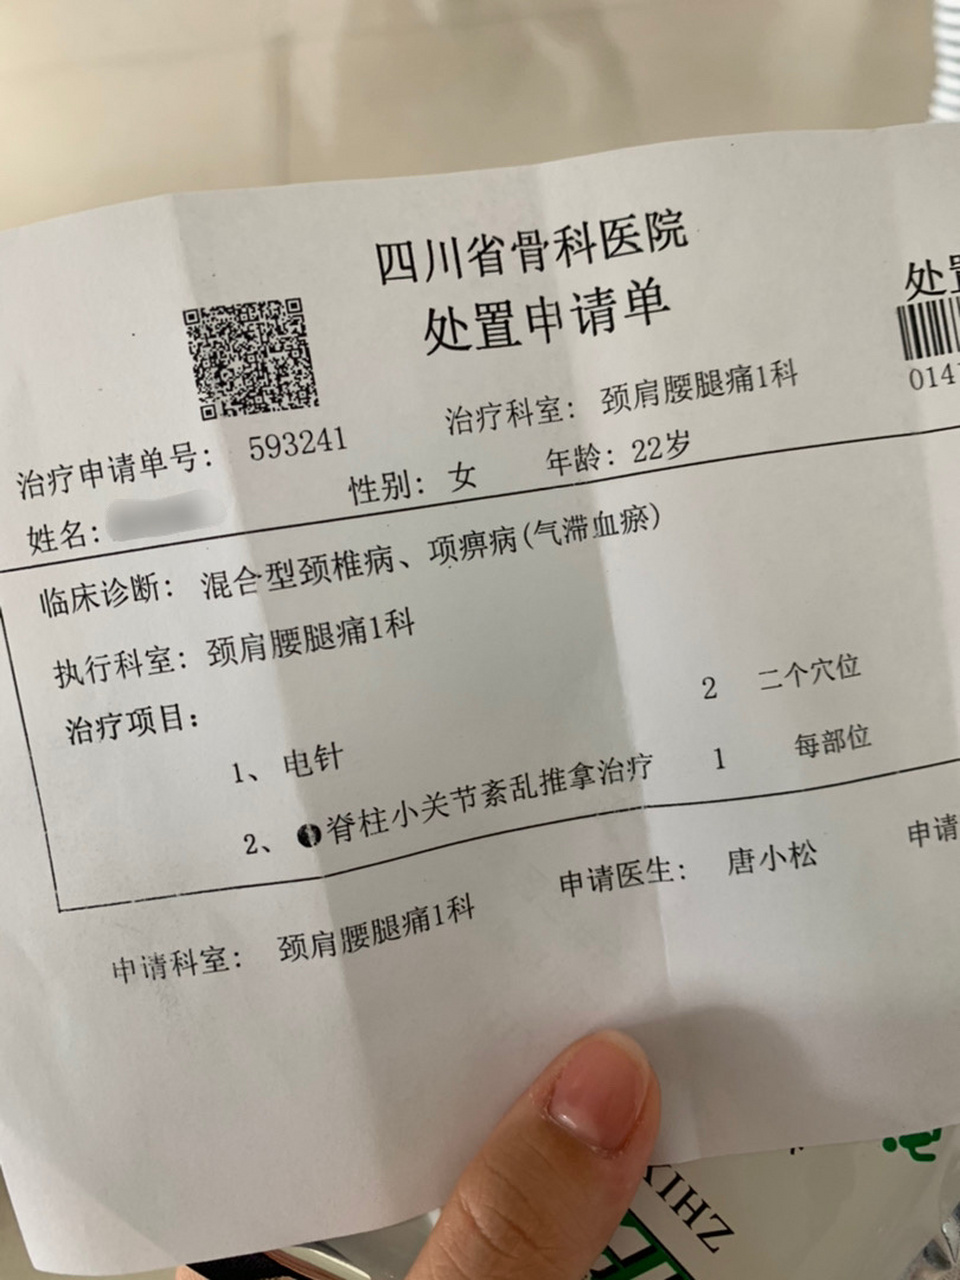 四川省骨科医院
处置申请单
处置
治疗科室： 颈肩腰腿痛1科
014
治疗申请单号： 593241
姓名： 性别： 女 年龄： 22岁
临床诊断： 混合型颈椎病、项痹病(气滞血瘀)
执行科室： 颈肩腰腿痛1科
治疗项目：
1、 电针 2 二个穴位
2、 脊柱小关节紊乱推拿治疗 1 每部位
申请科室： 颈肩腰腿痛1科 申请医生： 唐小松 申请
ZHIX